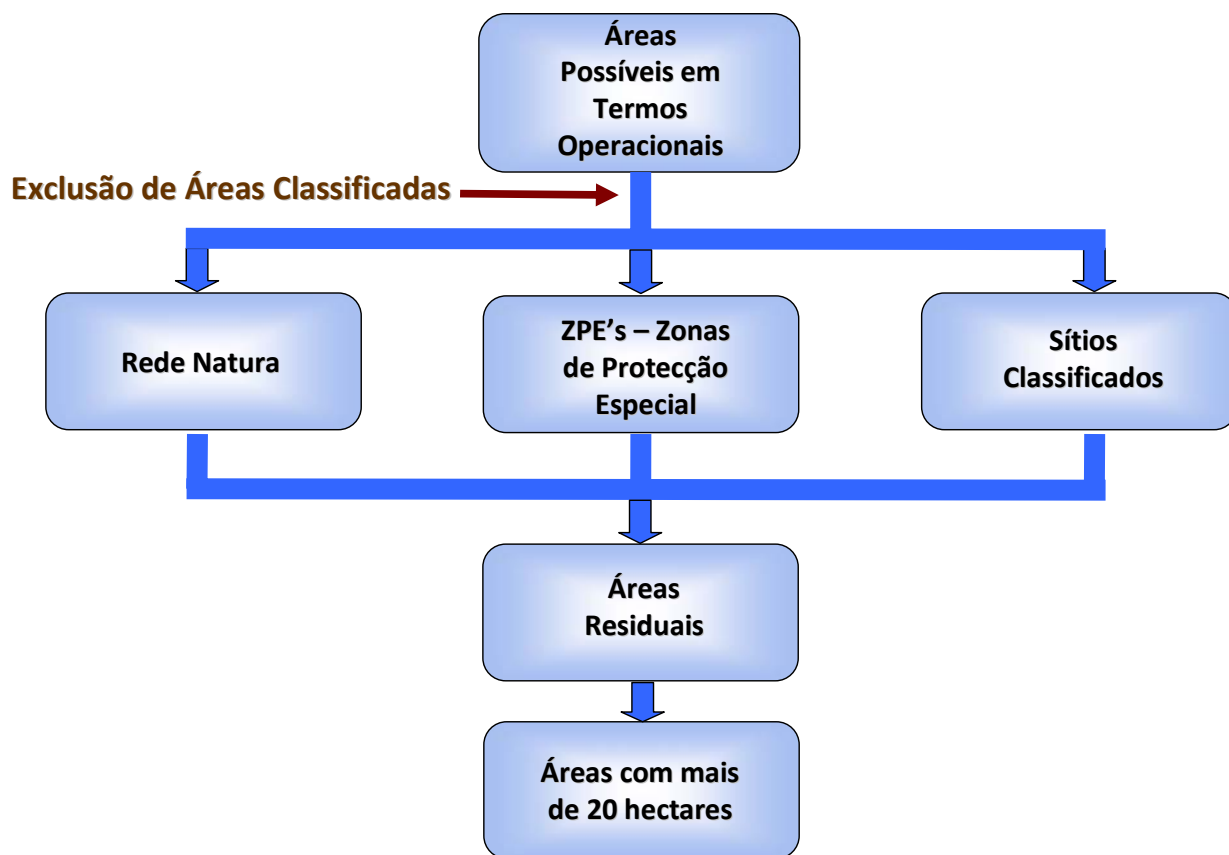 Áreas
Possíveis em
Termos
Operacionais
Exclusão de Áreas Classificadas
Rede Natura
ZPE’s – Zonas
de Protecção
Especial
Sítios
Classificados
Áreas
Residuais
Áreas com mais
de 20 hectares